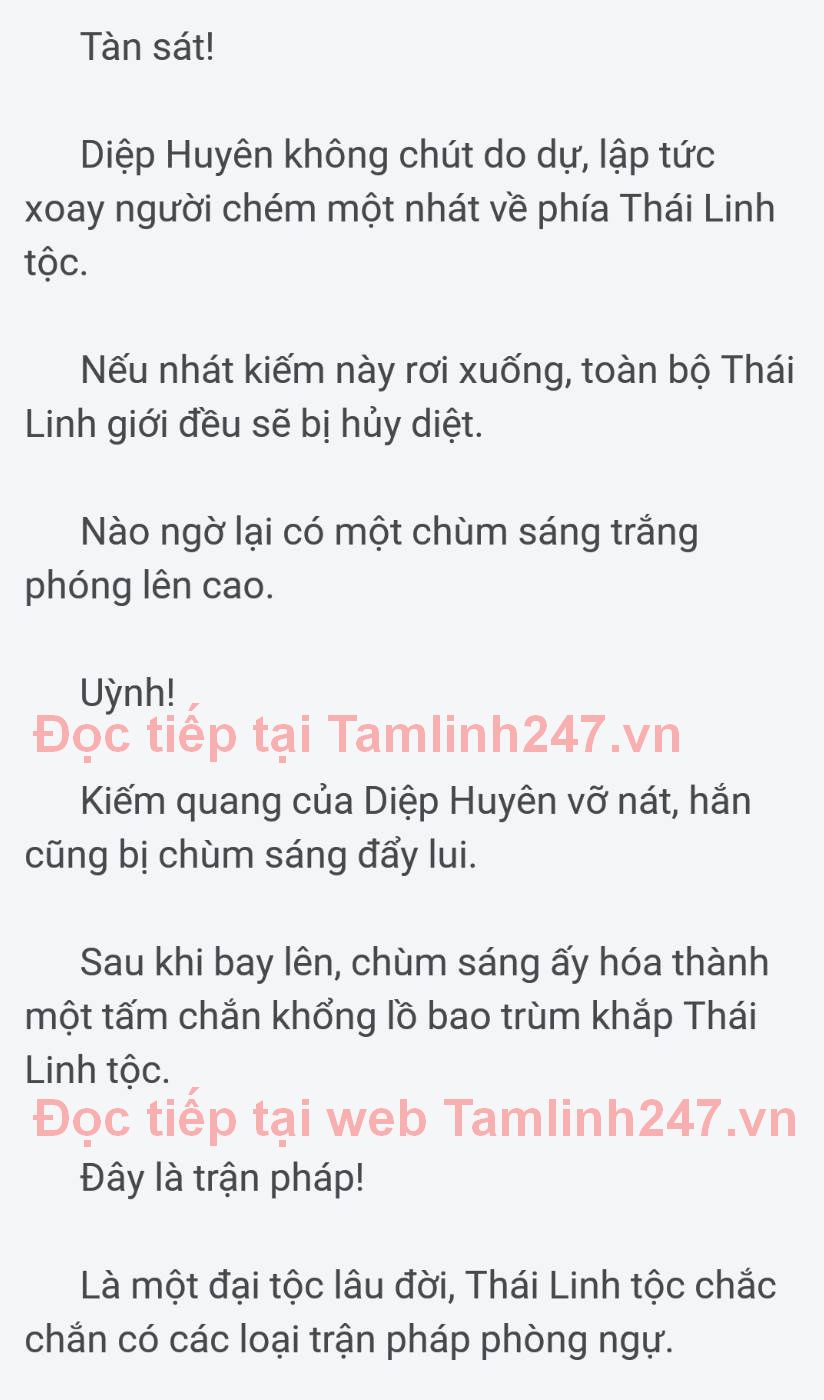 Tàn sát!
Diệp Huyên không chút do dự, lập tức
xoay người chém một nhát về phía Thái Linh
tộc.
Nếu nhát kiếm này rơi xuống, toàn bộ Thái
Linh giới đều sẽ bị hủy diệt.
Nào ngờ lại có một chùm sáng trắng
phóng lên cao.
Uỳnh!
Đọc tiếp tại Tamlinh247.vn
Kiếm quang của Diệp Huyên vỡ nát, hắn
cũng bị chùm sáng đẩy lui.
Sau khi bay lên, chùm sáng ấy hóa thành
một tấm chắn khổng lồ bao trùm khắp Thái
Linh tộc.
Đọc tiếp tại web Tamlinh247.vn
Đây là trận pháp!
Là một đại tộc lâu đời, Thái Linh tộc chắc
chắn có các loại trận pháp phòng ngự.